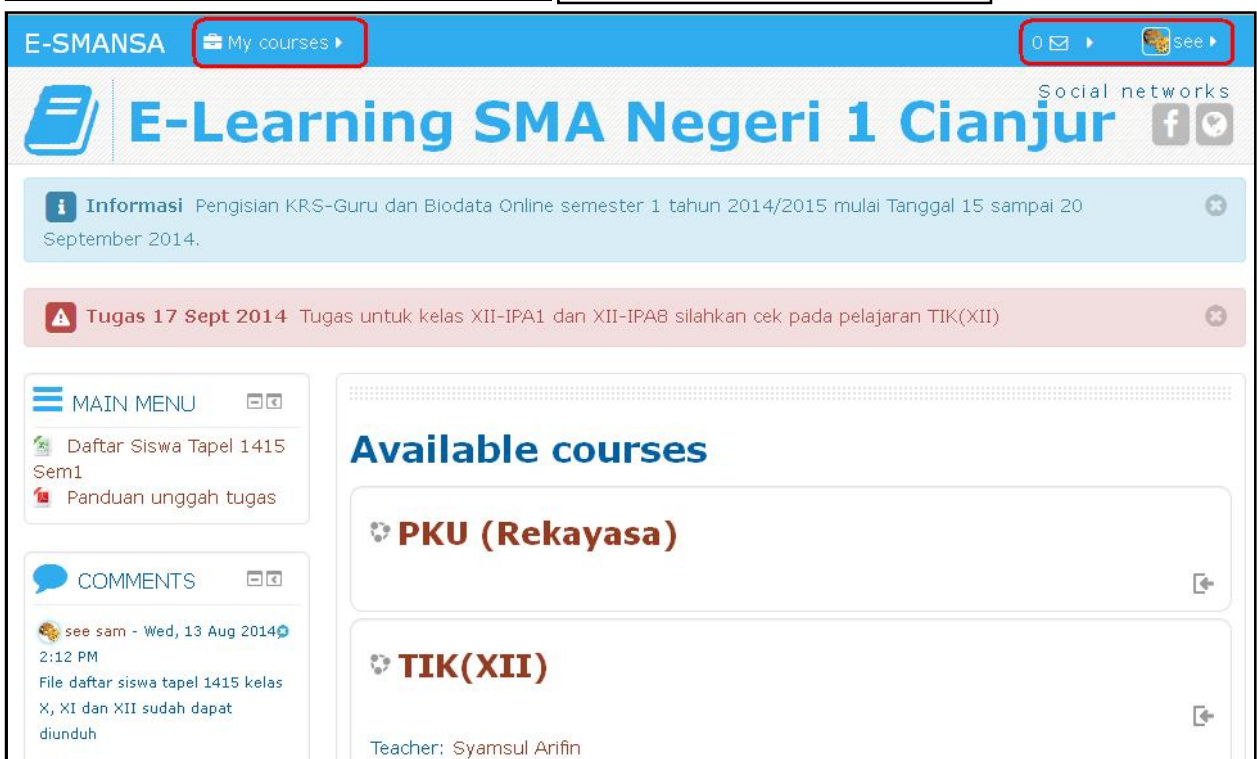 E-SMANSA My courses 0 see
Social networks
E-Learning SMA Negeri 1 Cianjur
Informasi Pengisian KRS-Guru dan Biodata Online semester 1 tahun 2014/2015 mulai Tanggal 15 sampai 20
September 2014.
Tugas 17 Sept 2014 Tugas untuk kelas XII-IPA1 dan XII-IPA8 silahkan cek pada pelajaran TIK(XII)
MAIN MENU
Daftar Siswa Tapel 1415
Sem1
Panduan unggah tugas
COMMENTS
see sam - Wed, 13 Aug 2014
2:12 PM
File daftar siswa tapel 1415 kelas
X, XI dan XII sudah dapat
diunduh
Available courses
PKU (Rekayasa)
TIK(XII)
Teacher: Syamsul Arifin